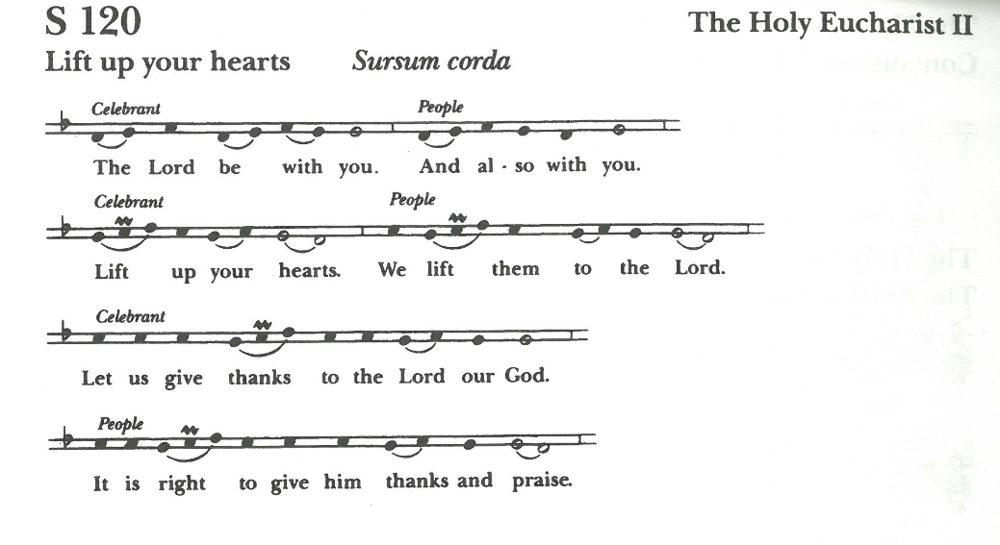 S 120
The Holy Eucharist II
Lift up your hearts Sursum corda
Celebrant People
The Lord be with you. And al - so with you.
Celebrant People
Lift up your hearts. We lift them to the Lord.
Celebrant
Let us give thanks to the Lord our God.
People
It is right to give him thanks and praise.